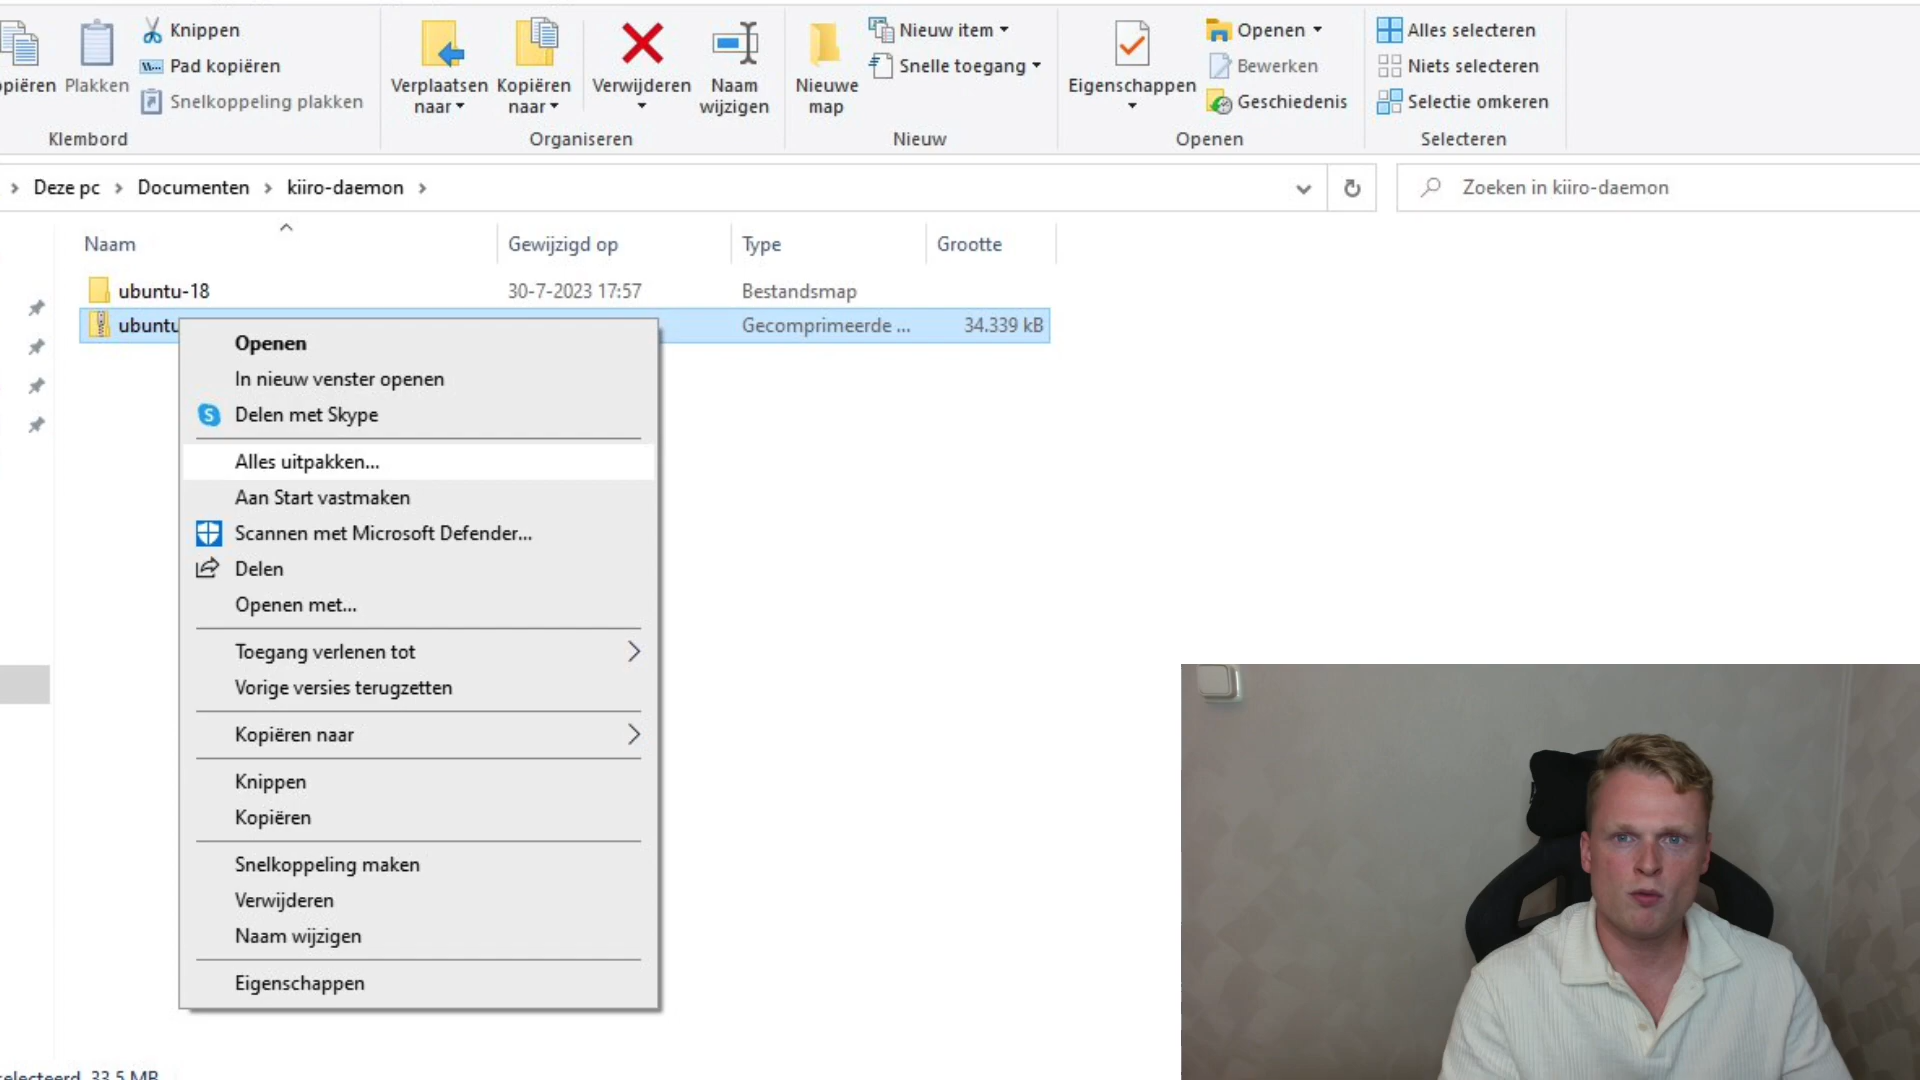 Knippen
Pad kopiëren
Plakken
Snelkoppeling plakken
Klembord
Verplaatsen naar
Kopiëren naar
Verwijderen
Naam wijzigen
Organiseren
Nieuwe map
Nieuw item
Snelle toegang
Nieuw
Eigenschappen
Openen
Bewerken
Geschiedenis
Openen
Alles selecteren
Niets selecteren
Selectie omkeren
Selecteren
Deze pc > Documenten > kiiro-daemon >
Zoeken in kiiro-daemon
Naam Gewijzigd op Type Grootte
ubuntu-18 30-7-2023 17:57 Bestandsmap
ubuntu Gecomprimeerde ... 34.339 kB
Openen
In nieuw venster openen
Delen met Skype
Alles uitpakken...
Aan Start vastmaken
Scannen met Microsoft Defender...
Delen
Openen met...
Toegang verlenen tot
Vorige versies terugzetten
Kopiëren naar
Knippen
Kopiëren
Snelkoppeling maken
Verwijderen
Naam wijzigen
Eigenschappen
33,5 MB